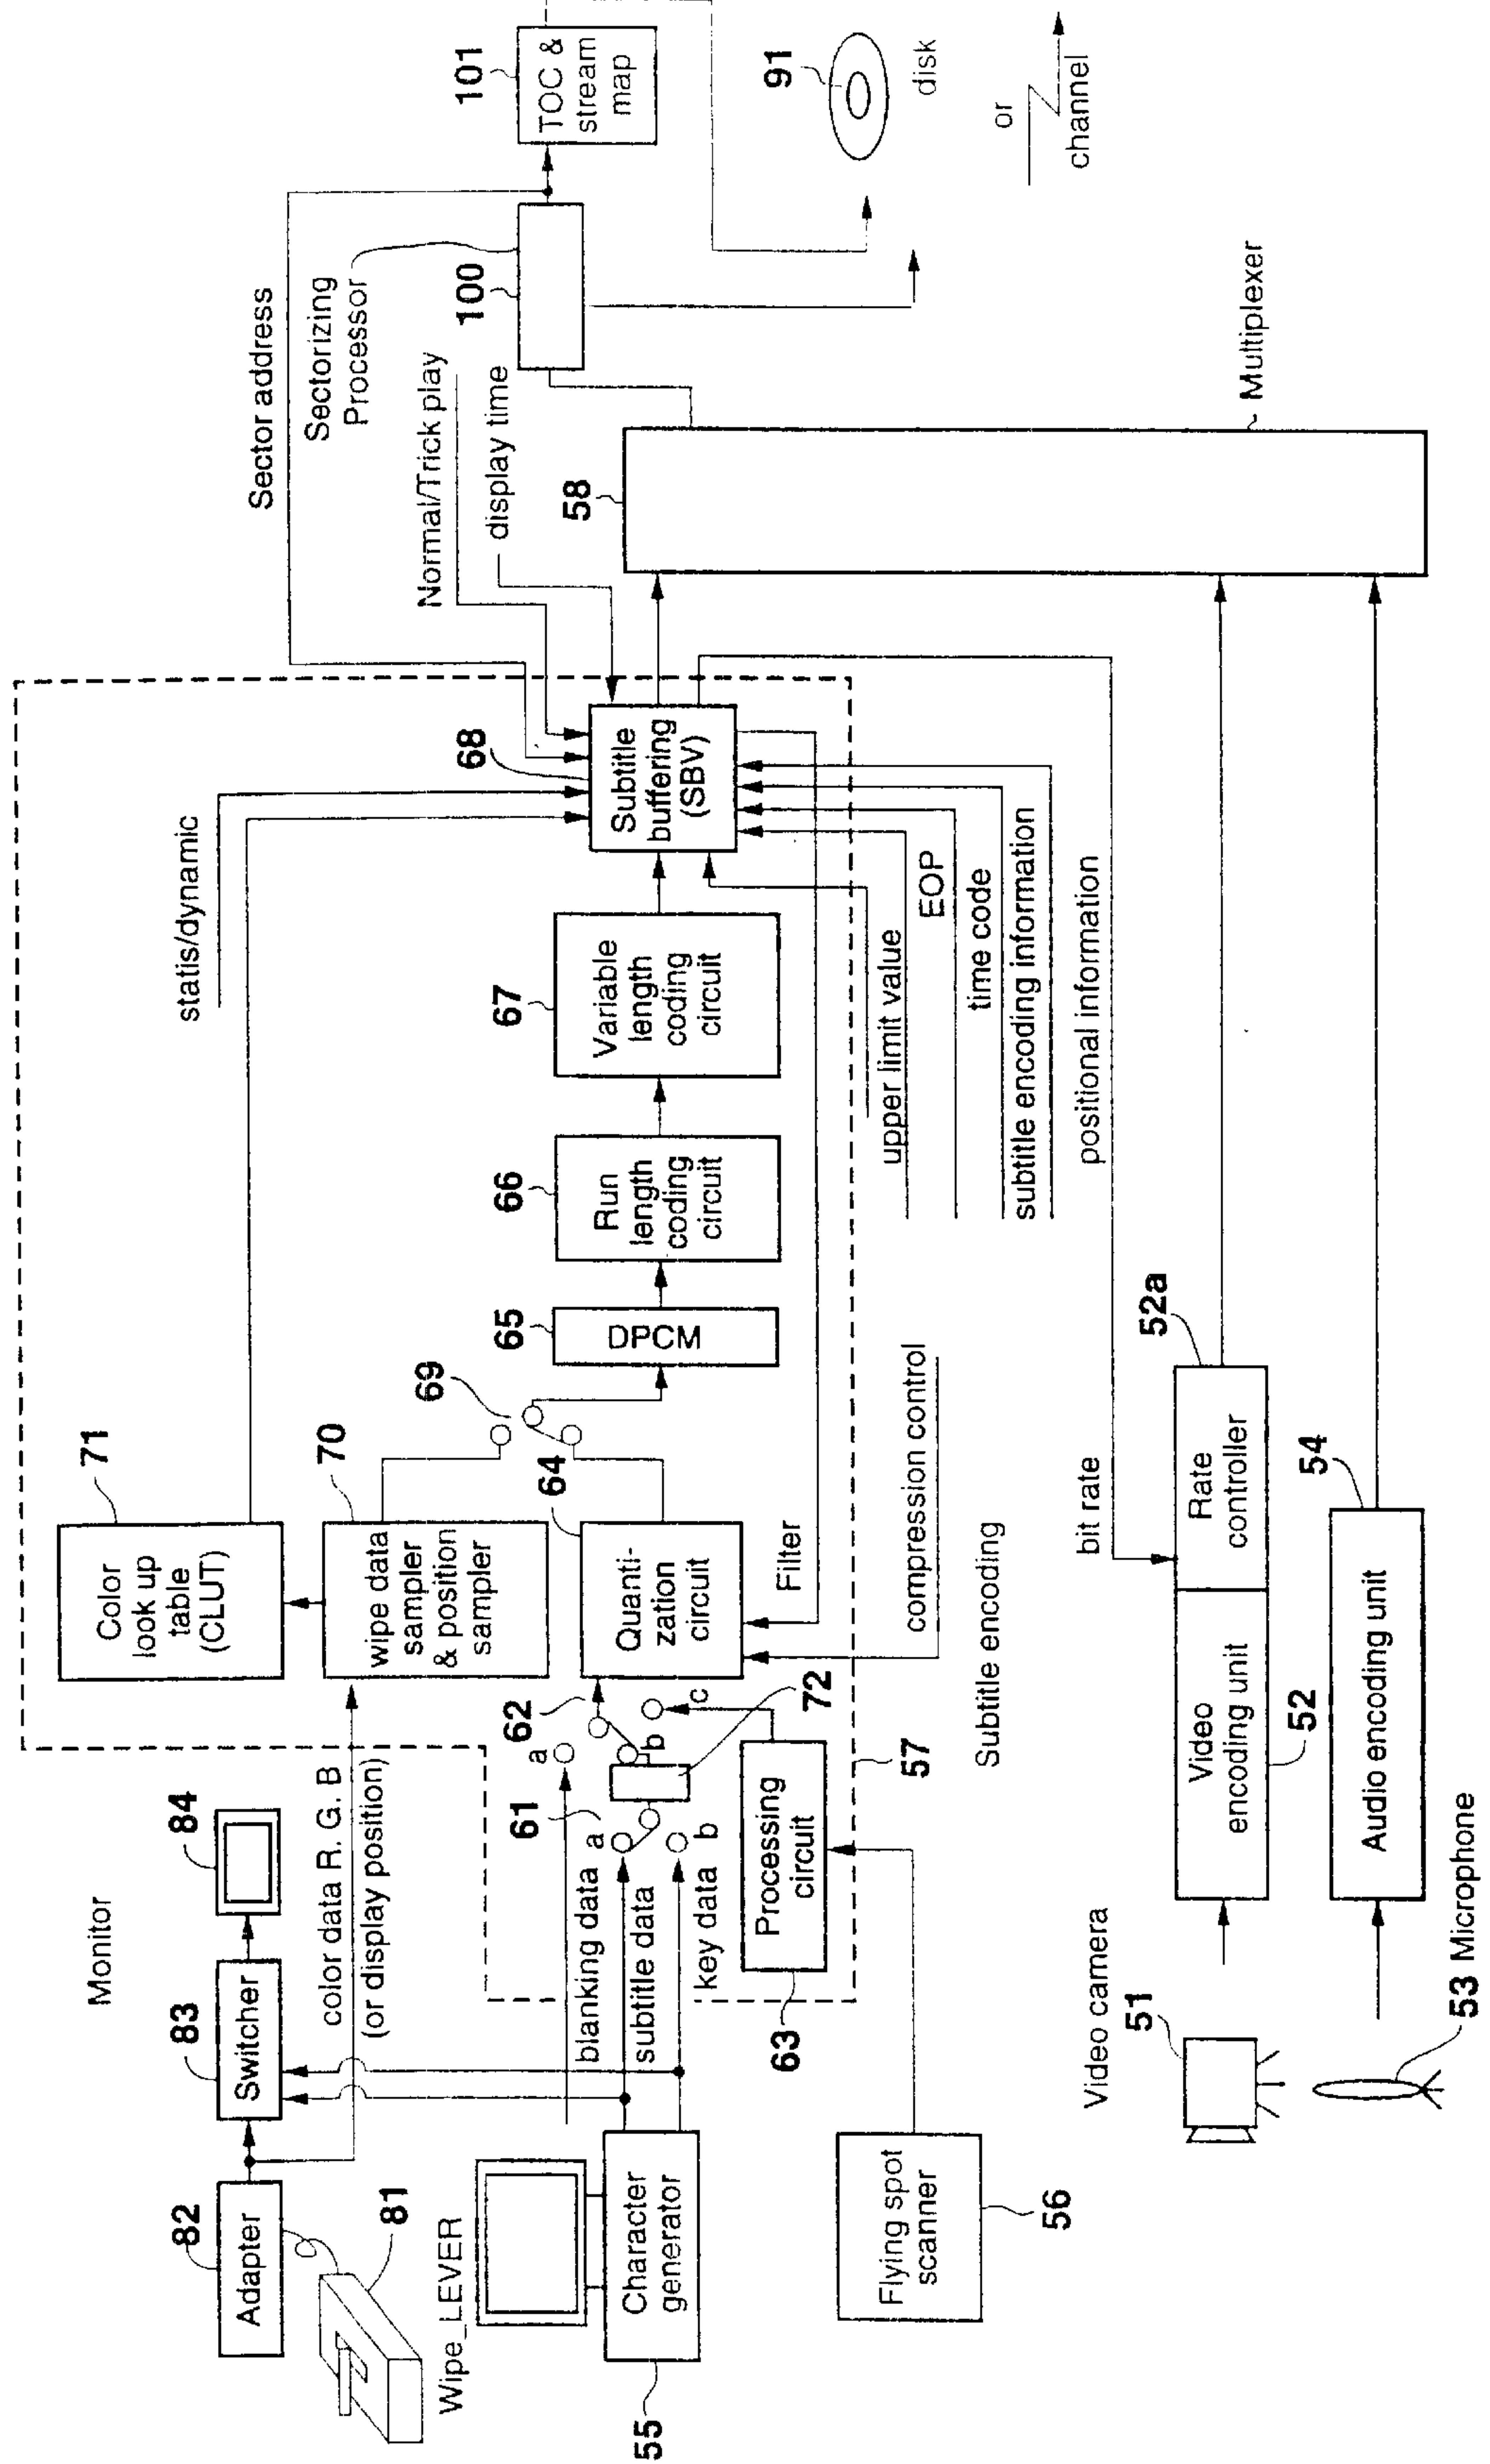 Monitor
82
Adapter
83
Switcher
84
81
Wipe_LEVER
color data R. G. B
(or display position)
71
Color
look up
table
(CLUT)
70
wipe data
sampler
& position
sampler
statis/dynamic
Sector address
Sectorizing
Processor
100
101
TOC &
stream
map
Normal/Trick play
display time
91
disk
or
channel
55
Character
generator
blanking data
subtitle data
key data
61
a
b
62
a
b
c
72
63
Processing
circuit
64
Quanti-
zation
circuit
69
65
DPCM
66
Run
length
coding
circuit
67
Variable
length
coding
circuit
68
Subtitle
buffering
(SBV)
58
Multiplexer
Filter
57
compression control
Subtitle encoding
upper limit value
EOP
time code
subtitle encoding information
positional information
56
Flying spot
scanner
Video camera
51
bit rate
Video
encoding unit
52
Rate
controller
52a
53 Microphone
Audio encoding unit
54